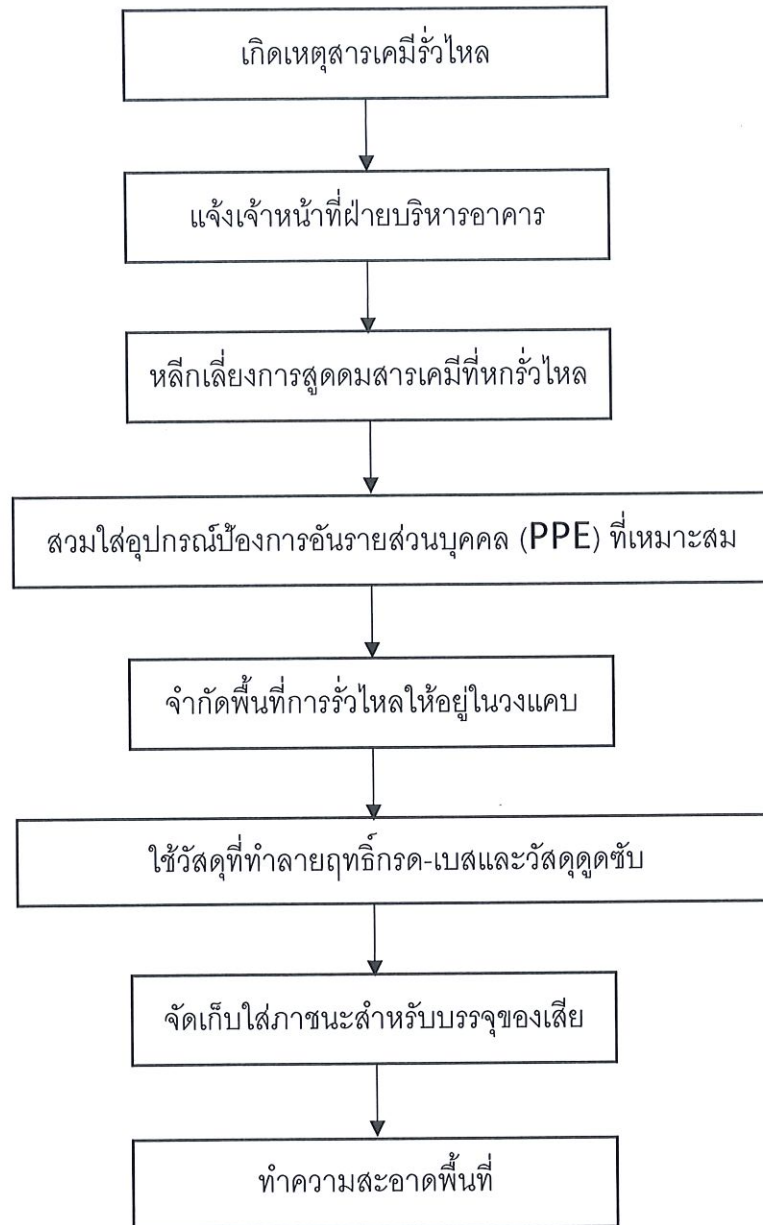 เกิดเหตุสารเคมีรั่วไหล
แจ้งเจ้าหน้าที่ฝ่ายบริหารอาคาร
หลีกเลี่ยงการสูดดมสารเคมีที่หกรั่วไหล
สวมใส่อุปกรณ์ป้องการอันรายส่วนบุคคล (PPE) ที่เหมาะสม
จำกัดพื้นที่การรั่วไหลให้อยู่ในวงแคบ
ใช้วัสดุที่ทำลายฤทธิ์กรด-เบสและวัสดุดูดซับ
จัดเก็บใส่ภาชนะสำหรับบรรจุของเสีย
ทำความสะอาดพื้นที่